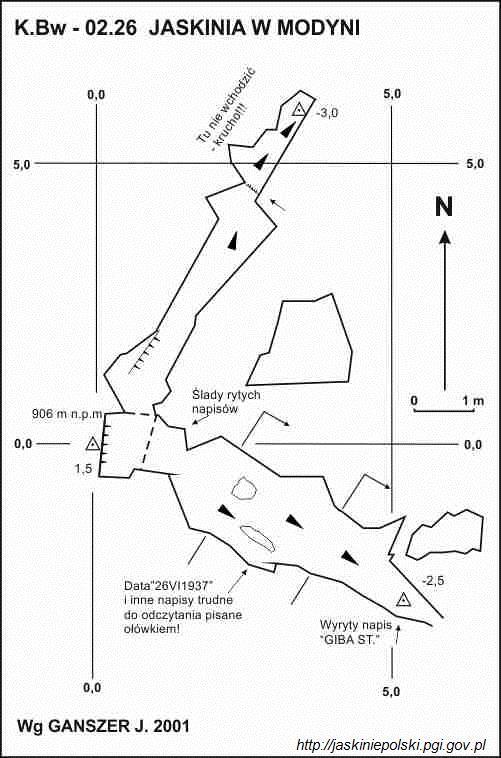 K.Bw - 02.26 JASKINIA W MODYNI
0,0
5,0
Tu nie wchodzić
- krucho!!!
-3,0
5,0
5,0
N
Ślady rytych
napisów
0 1 m
906 m n.p.m
0,0
0,0
1,5
-2,5
Data"26VI1937"
i inne napisy trudne
do odczytania pisane
ołówkiem!
Wyryty napis
"GIBA ST."
0,0
5,0
Wg GANSZER J. 2001
http://jaskiniepolski.pgi.gov.pl